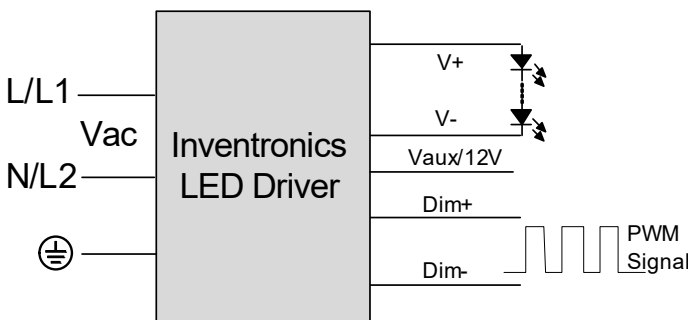 L/L1
Vac
N/L2
Inventronics
LED Driver
V+
V-
Vaux/12V
Dim+
Dim-
PWM
Signal